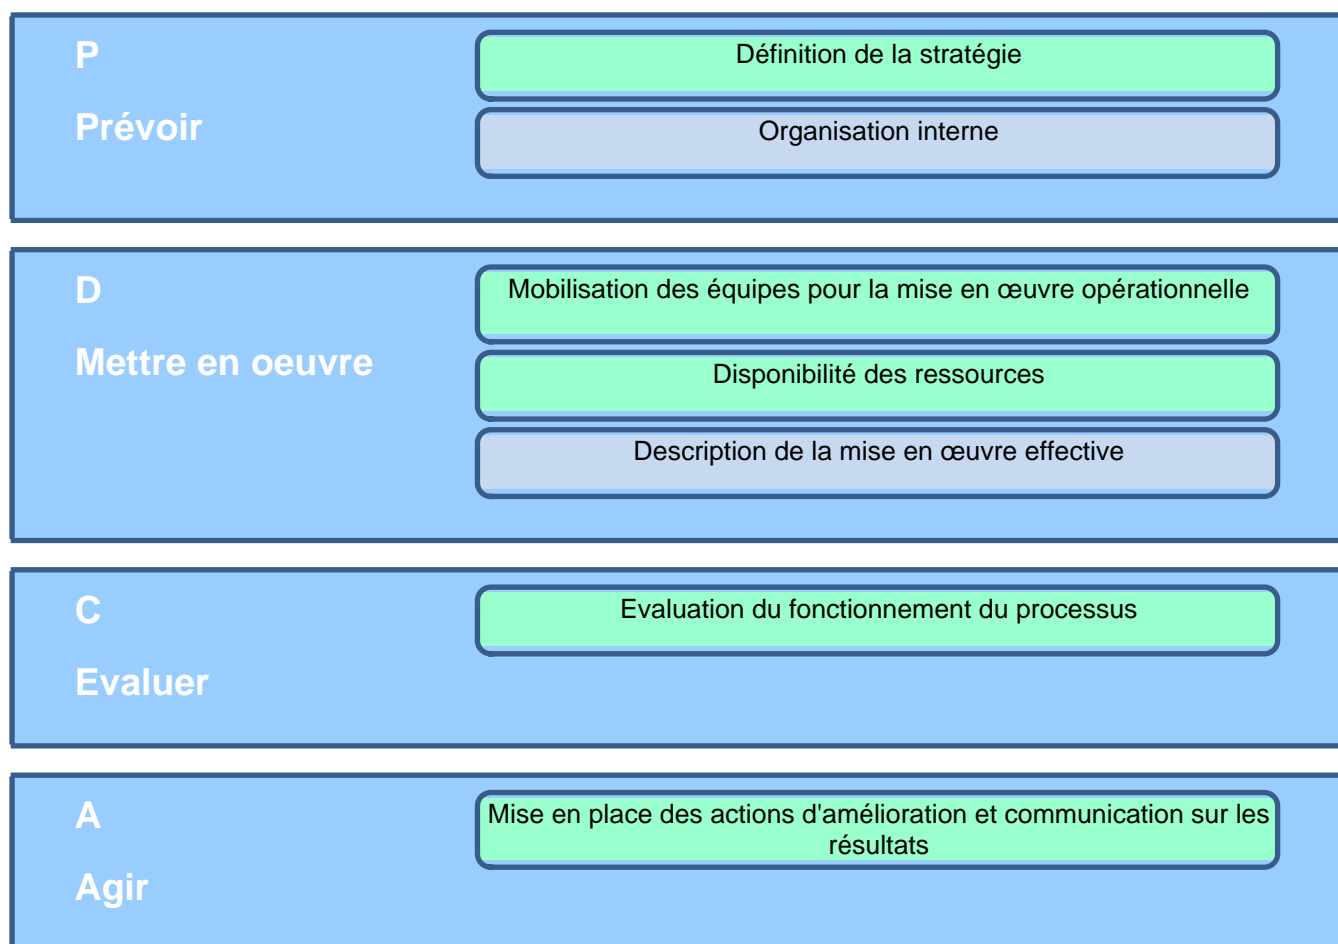 P
Prévoir
Définition de la stratégie
Organisation interne
D
Mettre en oeuvre
Mobilisation des équipes pour la mise en œuvre opérationnelle
Disponibilité des ressources
Description de la mise en œuvre effective
C
Evaluer
Evaluation du fonctionnement du processus
A
Agir
Mise en place des actions d'amélioration et communication sur les
résultats